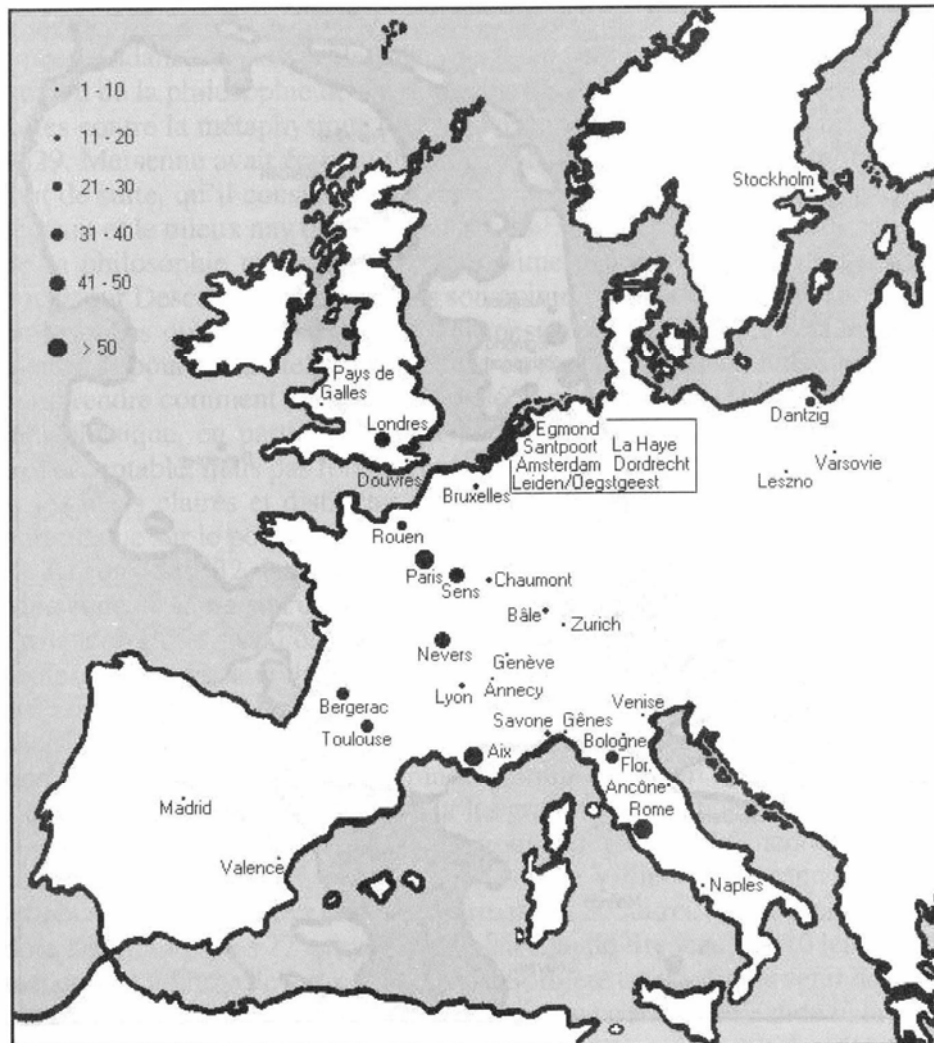 1 - 10
11 - 20
21 - 30
31 - 40
41 - 50
> 50
Stockholm
Pays de
Galles
Londres
Douvres
Egmond
Santpoort La Haye
Amsterdam Dordrecht
Leiden/Oegstgeest
Bruxelles
Dantzig
Varsovie
Leszno
Rouen
Paris
Sens
Chaumont
Bâle
Zurich
Nevers
Genève
Lyon
Annecy
Bergerac
Toulouse
Savone
Gênes
Venise
Bologne
Flor.
Aix
Ancône
Rome
Madrid
Valence
Naples